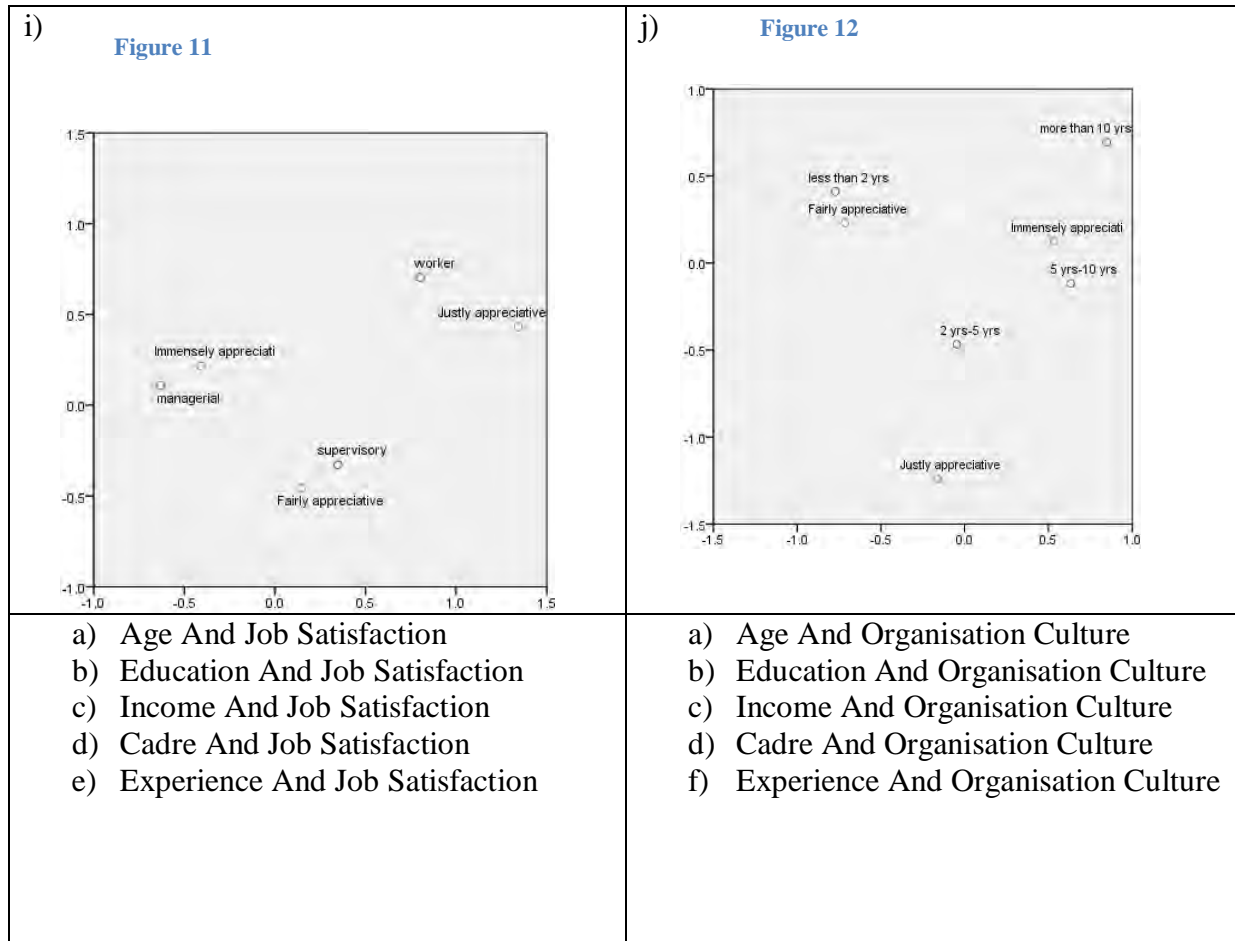 i)
Figure 11
1.5
1.0
0.5
0.0
-0.5
-1.0
-1.0
-0.5
0.0
0.5
1.0
1.5
worker
Justly appreciative
Immensely appreciati
managerial
supervisory
Fairly appreciative
j)
Figure 12
1.0
0.5
0.0
-0.5
-1.0
-1.5
-1.5
-1.0
-0.5
0.0
0.5
1.0
more than 10 yrs
less than 2 yrs
Fairly appreciative
Immensely appreciati
5 yrs-10 yrs
2 yrs-5 yrs
Justly appreciative
a) Age And Job Satisfaction
b) Education And Job Satisfaction
c) Income And Job Satisfaction
d) Cadre And Job Satisfaction
e) Experience And Job Satisfaction
a) Age And Organisation Culture
b) Education And Organisation Culture
c) Income And Organisation Culture
d) Cadre And Organisation Culture
f) Experience And Organisation Culture